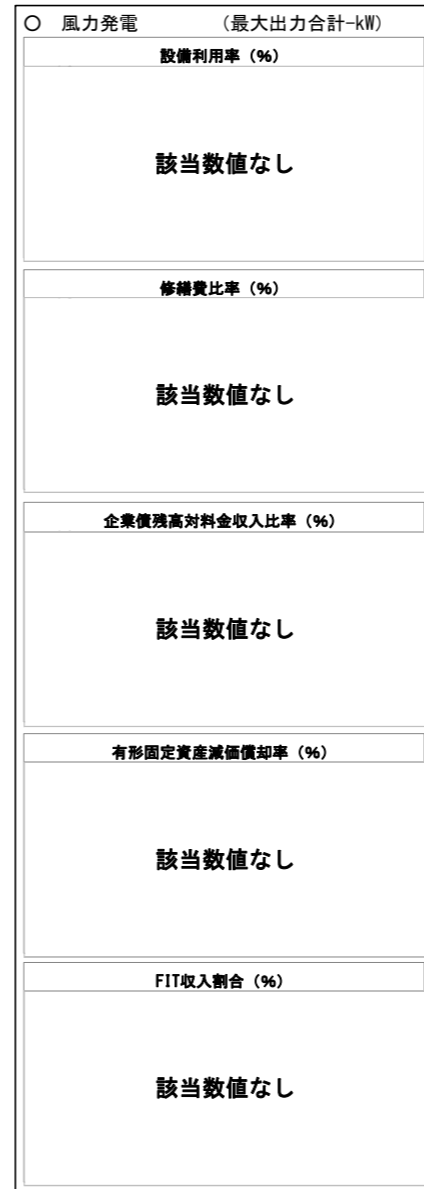 ○ 風力発電 (最大出力合計-kW)
設備利用率(%)
該当数値なし
修繕費比率(%)
該当数値なし
企業債残高対料金収入比率(%)
該当数値なし
有形固定資産減価償却率(%)
該当数値なし
FIT収入割合(%)
該当数値なし